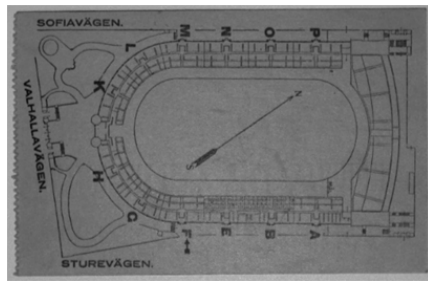 SOFIAVÄGEN.
M N O P
L
K
N
VALHALLAVÄGEN.
H
G
F E B A
STUREVÄGEN.